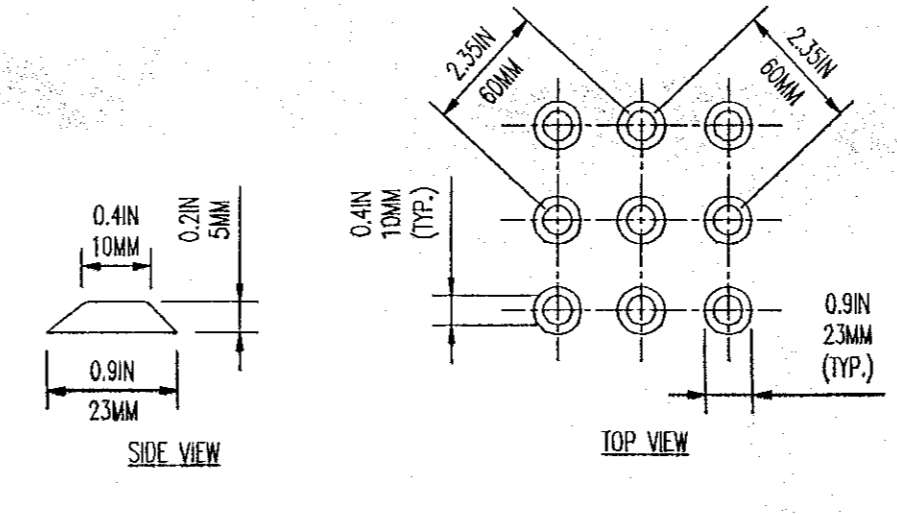 2.35IN
60MM
2.35IN
60MM
0.4IN
10MM
0.2IN
5MM
0.4IN
10MM
(TYP.)
0.9IN
23MM
0.9IN
23MM
(TYP.)
SIDE VIEW
TOP VIEW